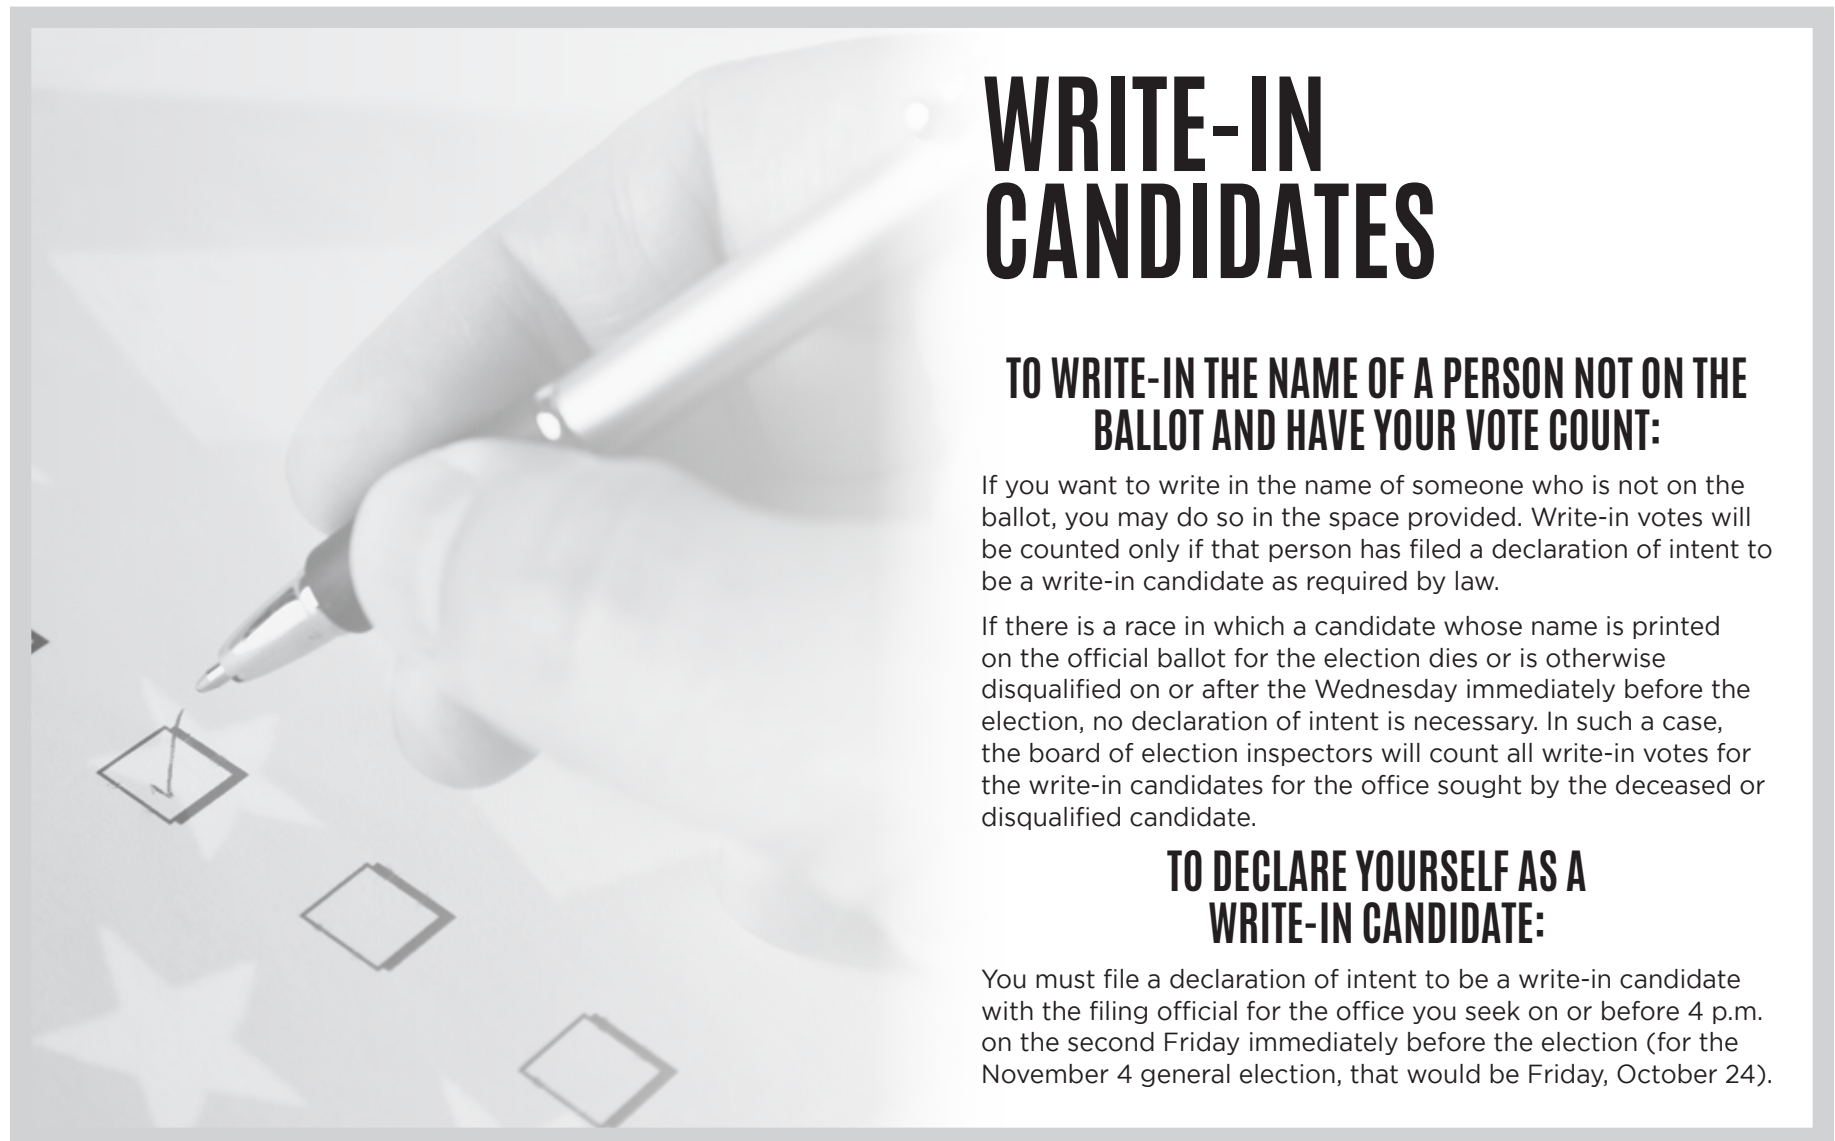 WRITE-IN
CANDIDATES
TO WRITE-IN THE NAME OF A PERSON NOT ON THE
BALLOT AND HAVE YOUR VOTE COUNT:
If you want to write in the name of someone who is not on the
ballot, you may do so in the space provided. Write-in votes will
be counted only if that person has filed a declaration of intent to
be a write-in candidate as required by law.
If there is a race in which a candidate whose name is printed
on the official ballot for the election dies or is otherwise
disqualified on or after the Wednesday immediately before the
election, no declaration of intent is necessary. In such a case,
the board of election inspectors will count all write-in votes for
the write-in candidates for the office sought by the deceased or
disqualified candidate.
TO DECLARE YOURSELF AS A
WRITE-IN CANDIDATE:
You must file a declaration of intent to be a write-in candidate
with the filing official for the office you seek on or before 4 p.m.
on the second Friday immediately before the election (for the
November 4 general election, that would be Friday, October 24).